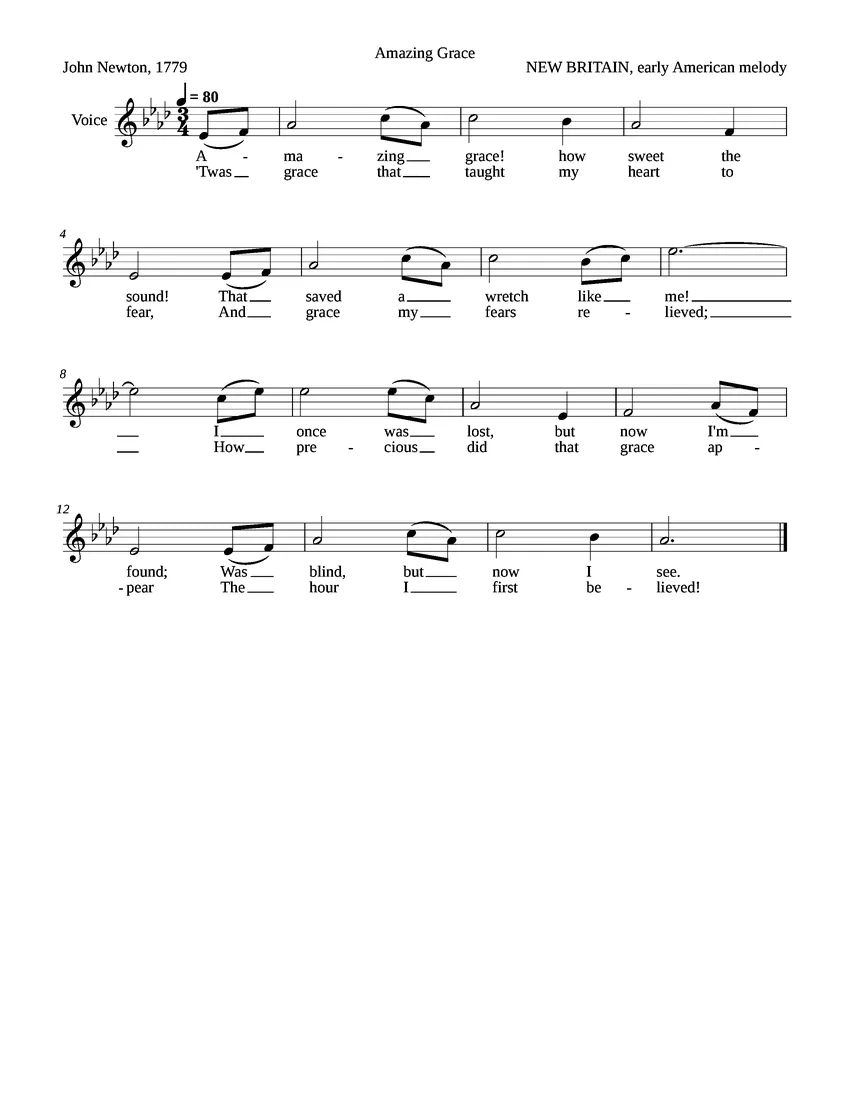 Amazing Grace
John Newton, 1779 NEW BRITAIN, early American melody
= 80
Voice
3
4
A - ma - zing grace! how sweet the
'Twas grace that taught my heart to
4
sound! That saved a wretch like me!
fear, And grace my fears re - lieved;
8
I once was lost, but now I'm
How pre - cious did that grace ap -
12
found; Was blind, but now I see.
- pear The hour I first be - lieved!